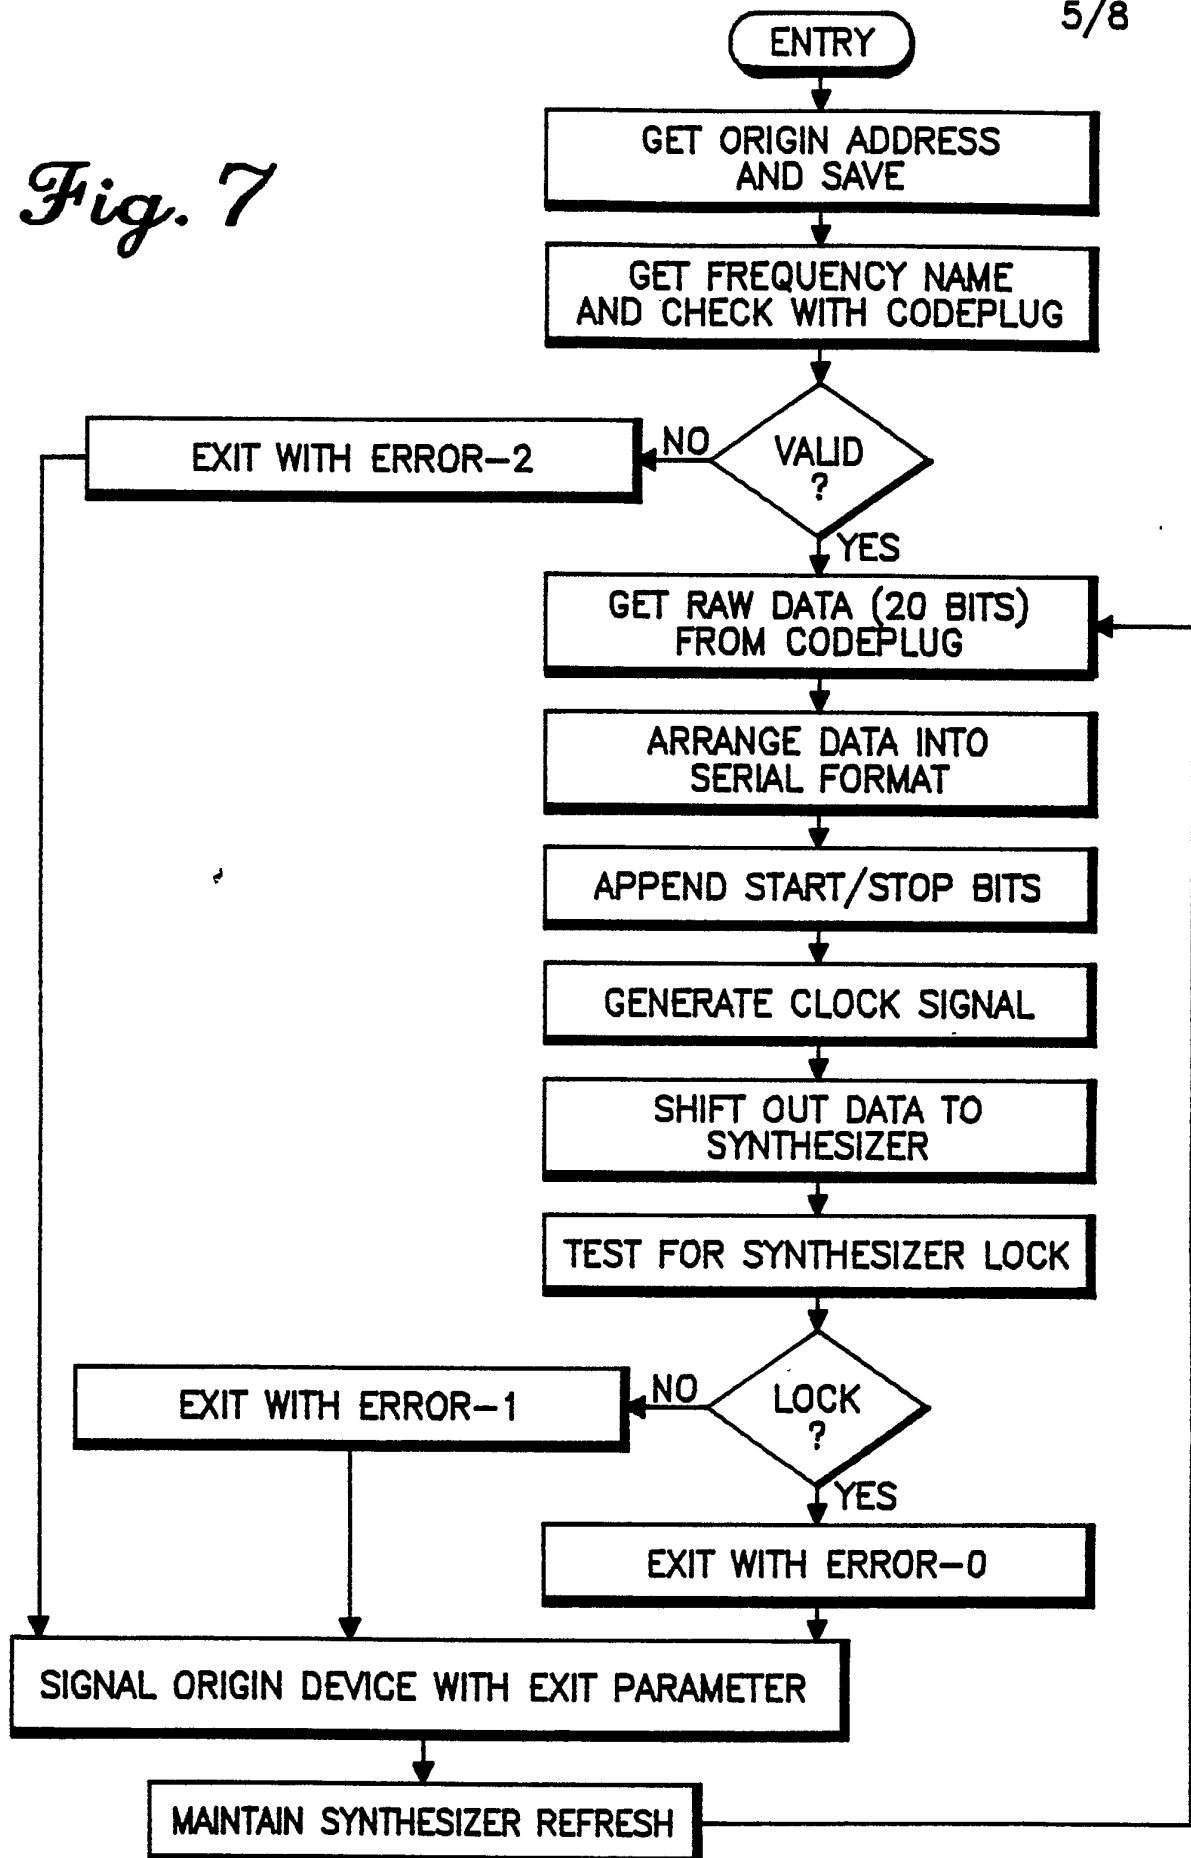 5/8
ENTRY
Fig. 7
GET ORIGIN ADDRESS
AND SAVE
GET FREQUENCY NAME
AND CHECK WITH CODEPLUG
VALID
?
NO
EXIT WITH ERROR-2
YES
GET RAW DATA (20 BITS)
FROM CODEPLUG
ARRANGE DATA INTO
SERIAL FORMAT
APPEND START/STOP BITS
GENERATE CLOCK SIGNAL
SHIFT OUT DATA TO
SYNTHESIZER
TEST FOR SYNTHESIZER LOCK
LOCK
?
NO
EXIT WITH ERROR-1
YES
EXIT WITH ERROR-0
SIGNAL ORIGIN DEVICE WITH EXIT PARAMETER
MAINTAIN SYNTHESIZER REFRESH